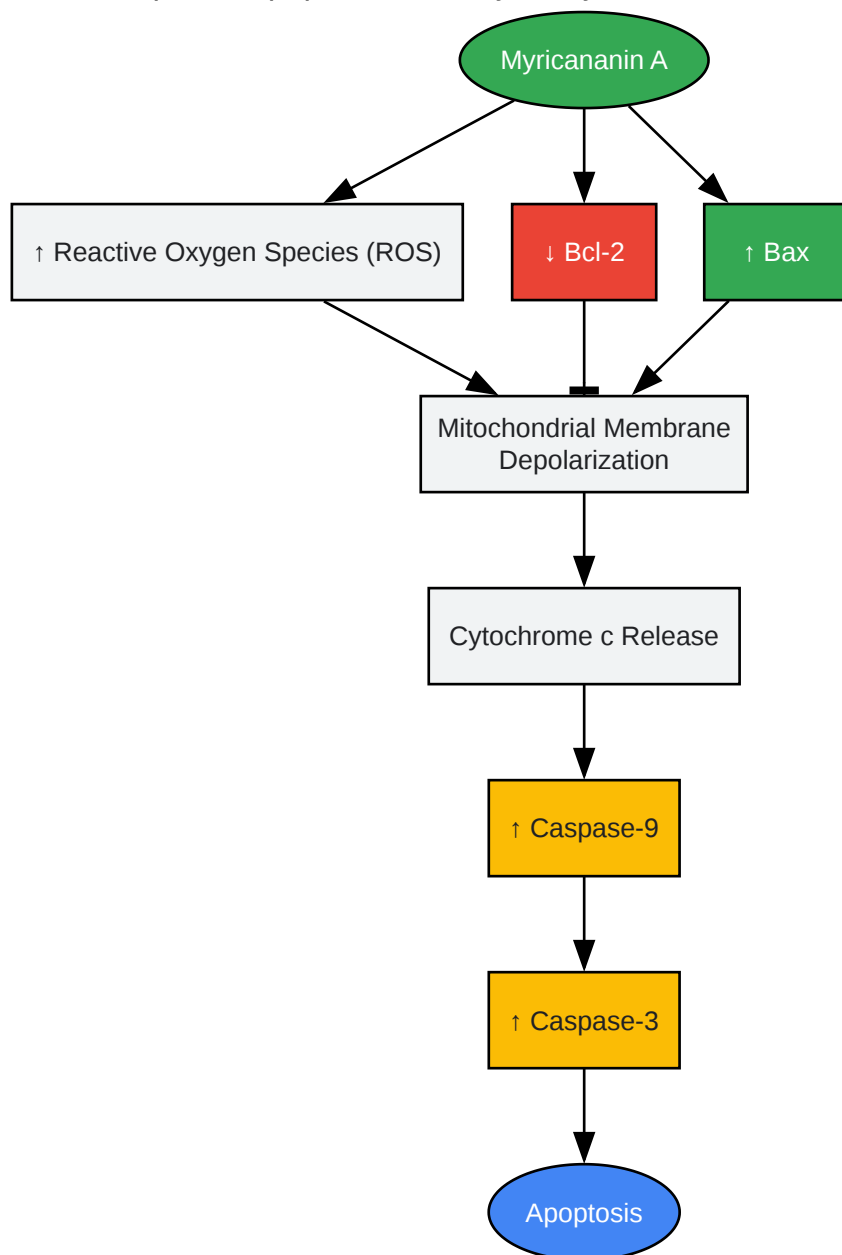 Myricananin A
↑ Reactive Oxygen Species (ROS)
↓ Bcl-2
↑ Bax
Mitochondrial Membrane
Depolarization
Cytochrome c Release
↑ Caspase-9
↑ Caspase-3
Apoptosis